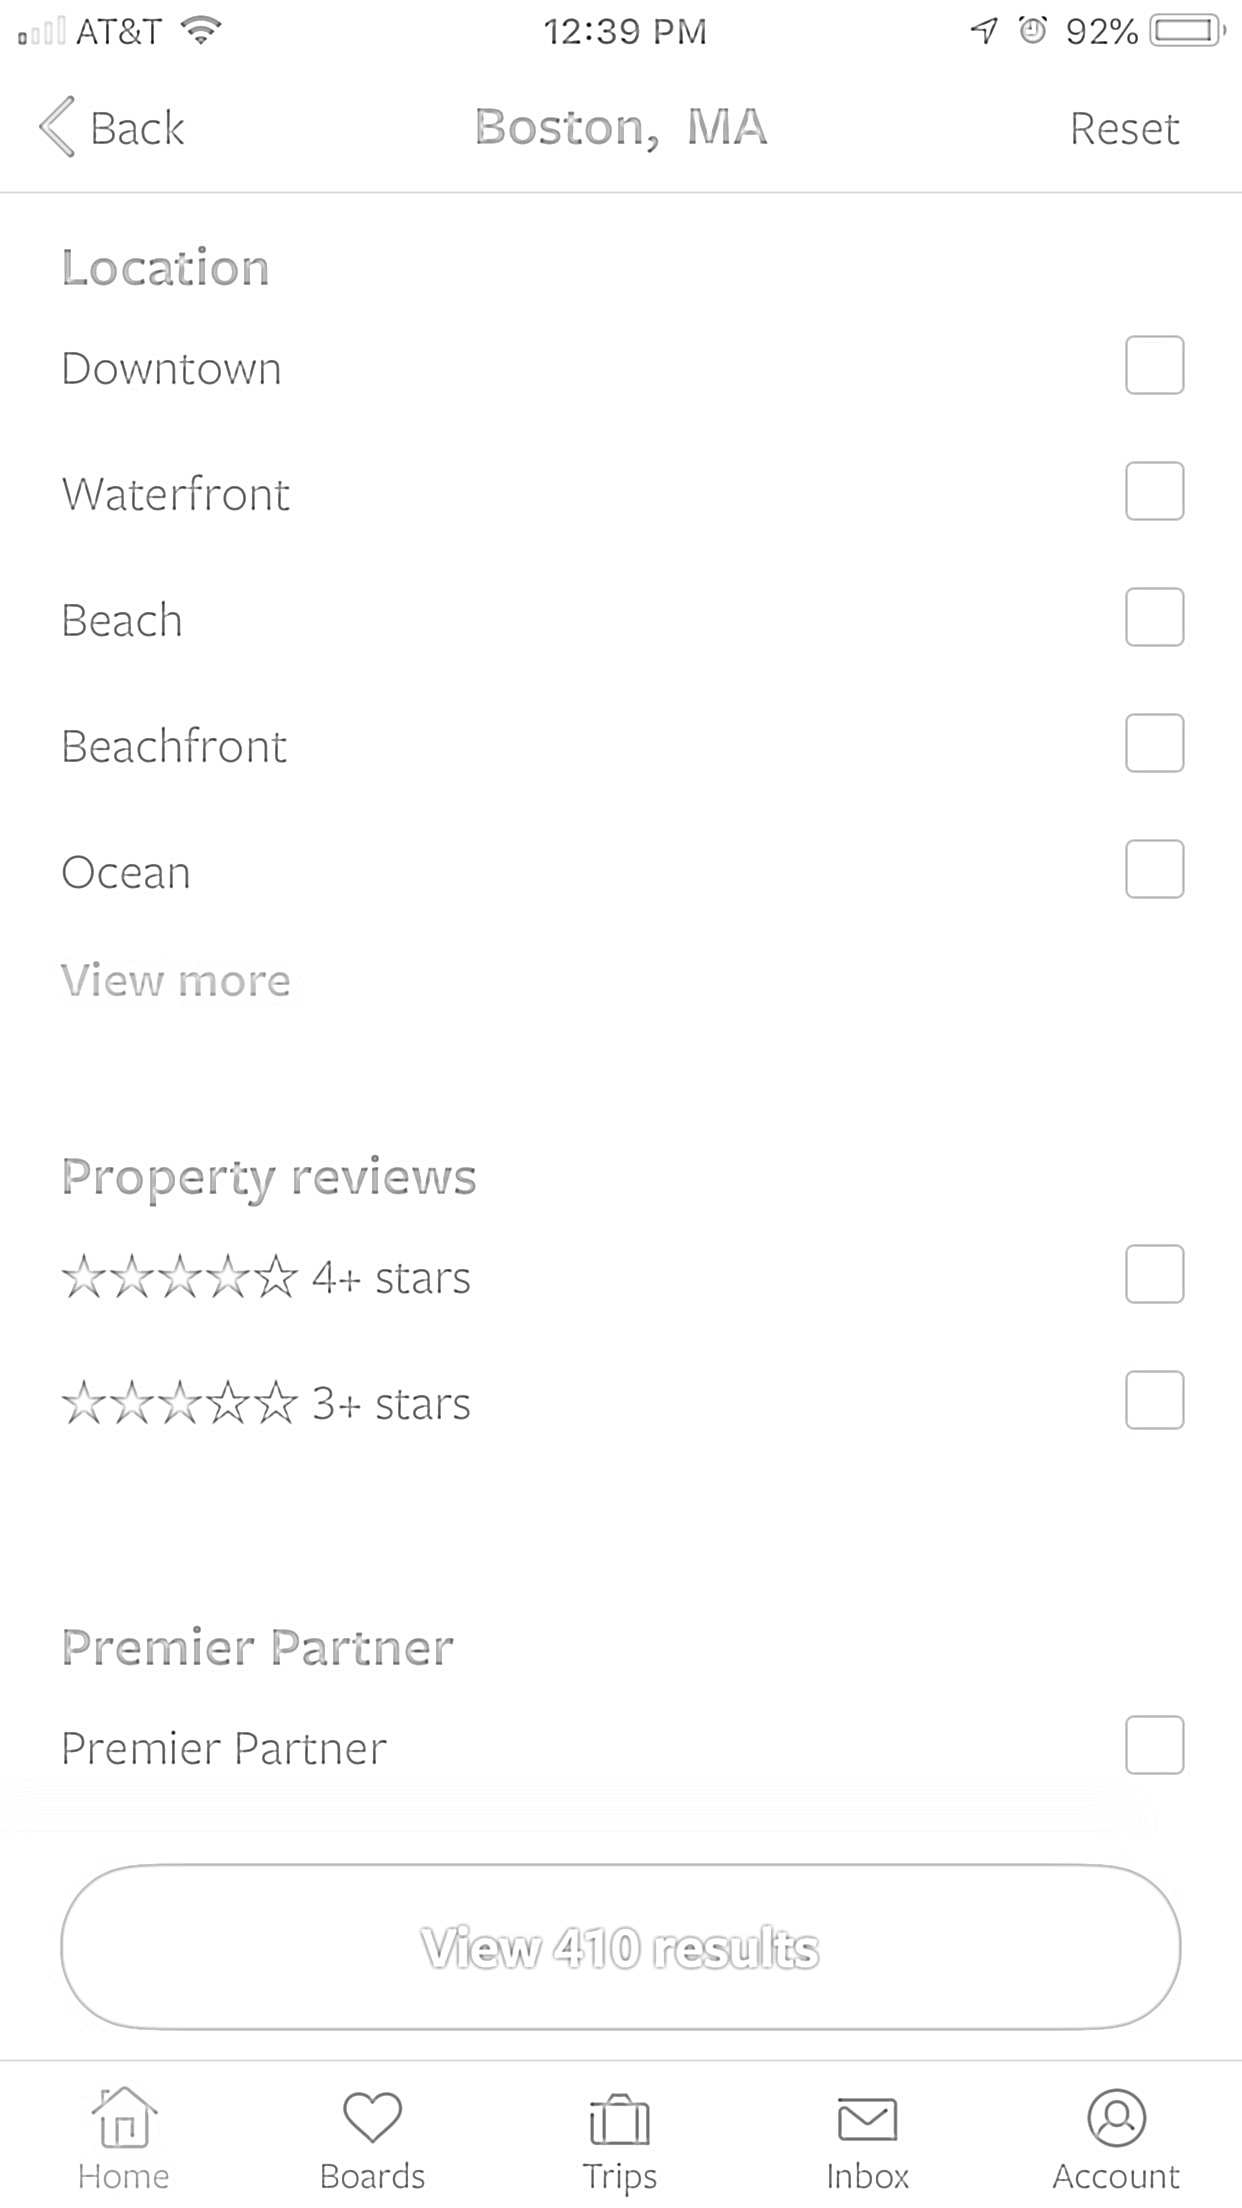 AT&T 12:39 PM 92%
Back Boston, MA Reset
Location
Downtown
Waterfront
Beach
Beachfront
Ocean
View more
Property reviews
4+ stars
3+ stars
Premier Partner
Premier Partner
View 410 results
Home Boards Trips Inbox Account